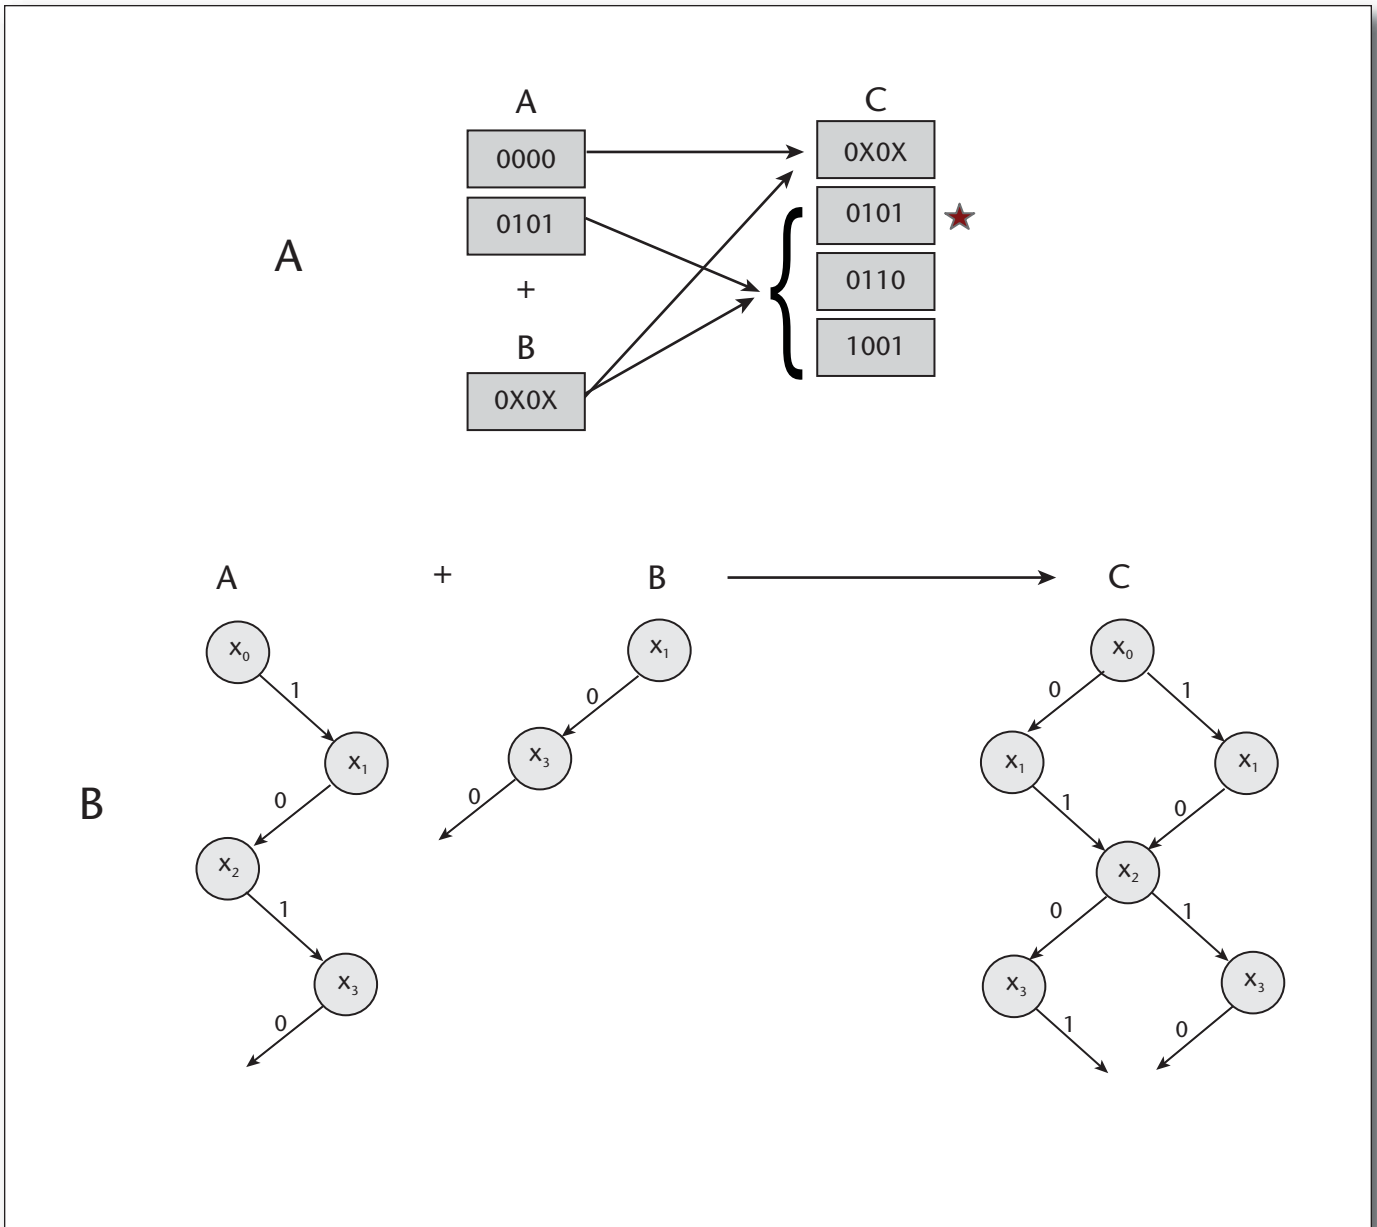 A C
0000 0X0X
0101 0101
A
+ 0110
B 1001
0X0X
A + B C
x₀ x₁ x₀
1 0 0 1
x₁ x₃ x₁ x₁
0 0 1 0
B
x₂ x₂
1 0 1
x₃ x₃ x₃
0 1 0